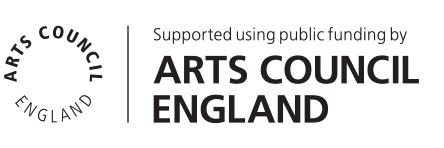 ARTS COUNCIL
ENGLAND
Supported using public funding by
ARTS COUNCIL
ENGLAND